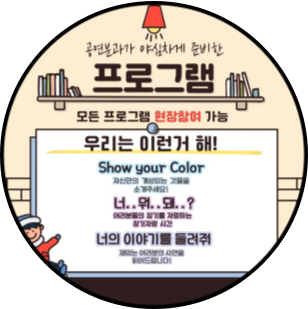 공연분과가 야심차게 준비한
프로그램
모든 프로그램 현장참여 가능
우리는 이런거 해!
Show your Color
자신만의 개성있는 것들을
소개주세요!
너..뭐..돼..?
여러분들의 장기를 자랑하는
장기자랑 시간
너의 이야기를 들려줘
재밌는 여러분의 사연을
읽어드립니다!